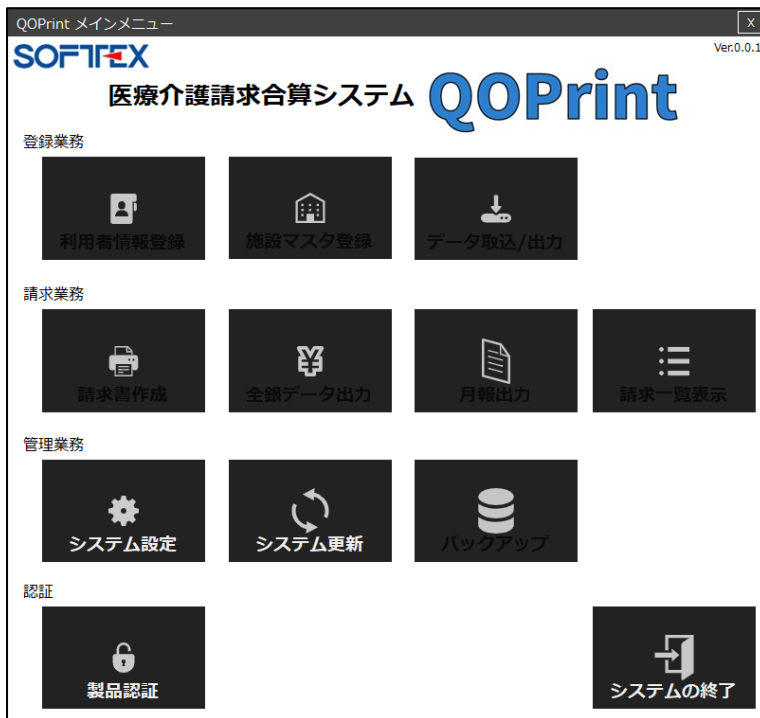 QOPrint メインメニュー X
SOFTTEX Ver.0.0.1
医療介護請求合算システム QOPrint
登録業務
利用者情報登録 施設マスタ登録 データ取込/出力
請求業務
請求書作成 全銀データ出力 月報出力 請求一覧表示
管理業務
システム設定 システム更新 バックアップ
認証
製品認証 システムの終了